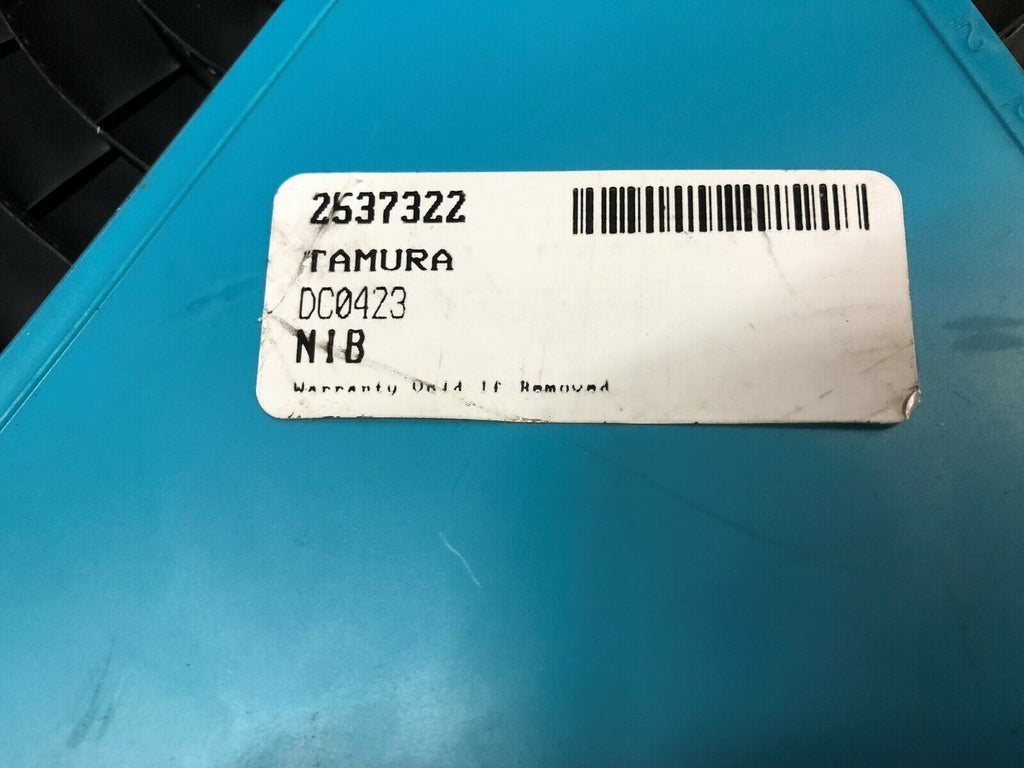 2537322
TAMURA
DC0423
NIB
Warranty Void If Removed